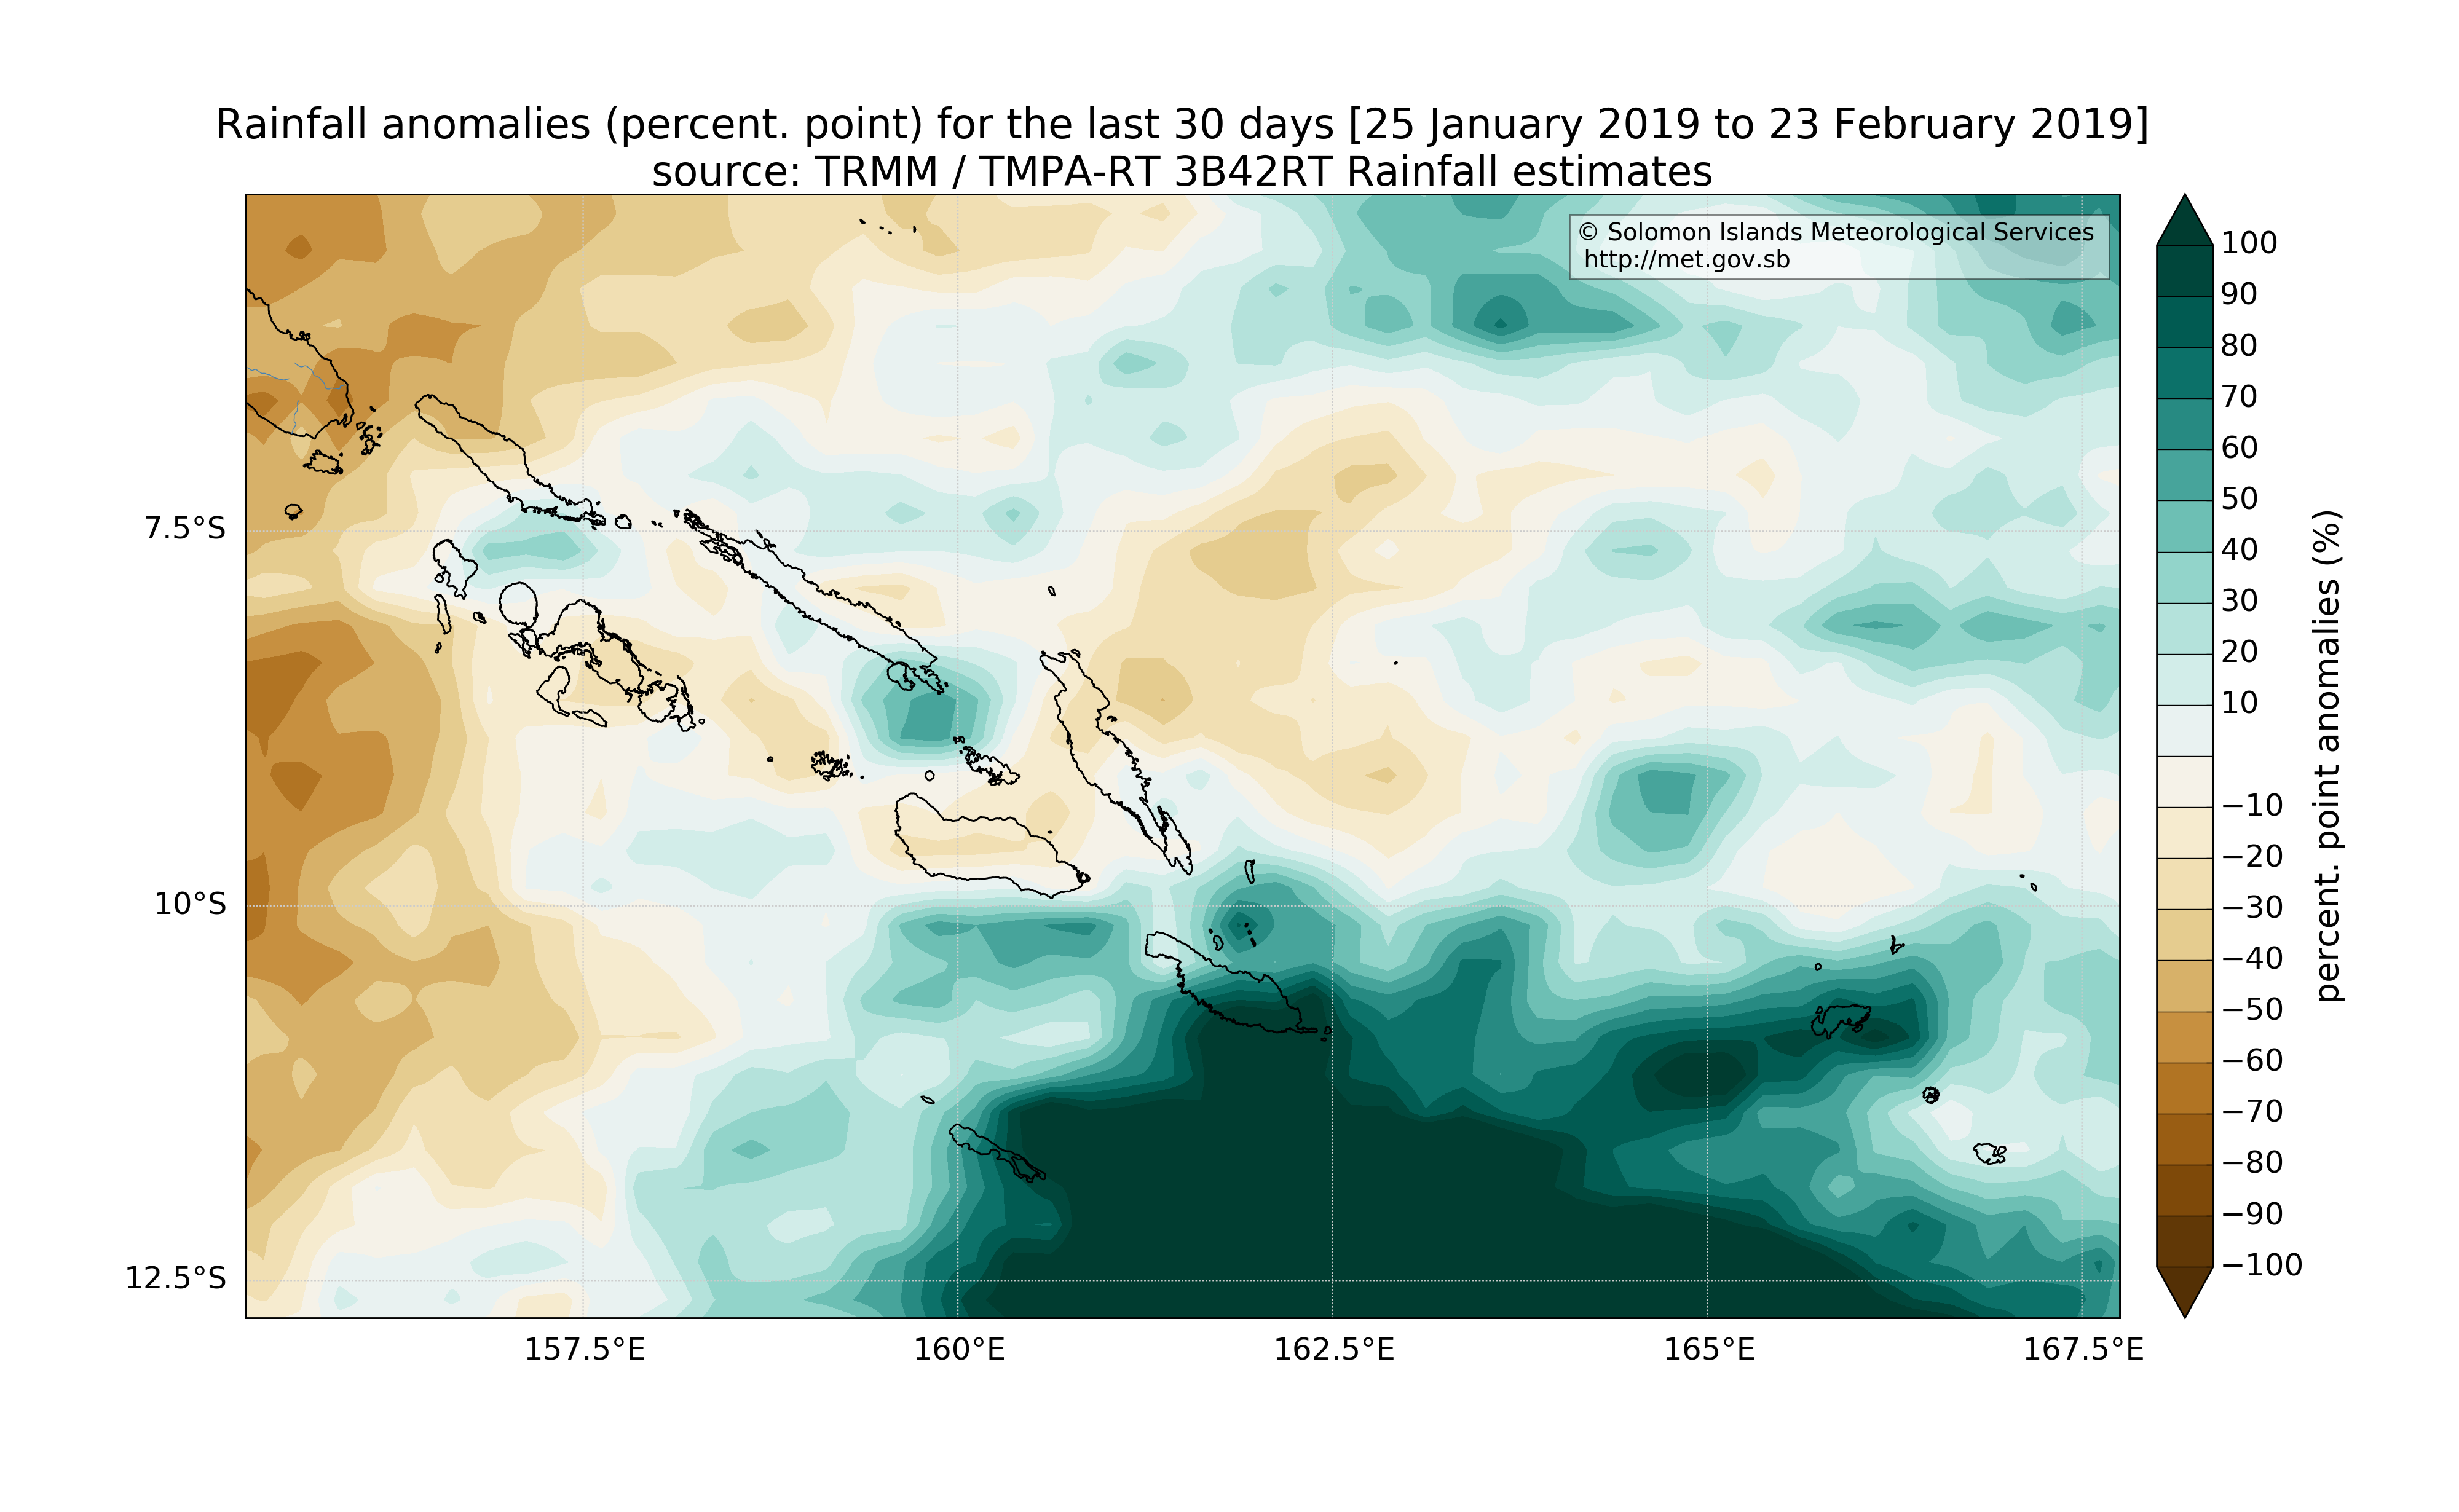 Rainfall anomalies (percent. point) for the last 30 days [25 January 2019 to 23 February 2019]
source: TRMM / TMPA-RT 3B42RT Rainfall estimates
© Solomon Islands Meteorological Services
http://met.gov.sb
7.5°S
10°S
12.5°S
157.5°E
160°E
162.5°E
165°E
167.5°E
100
90
80
70
60
50
40
30
20
10
−10
−20
−30
−40
−50
−60
−70
−80
−90
−100
percent. point anomalies (%)